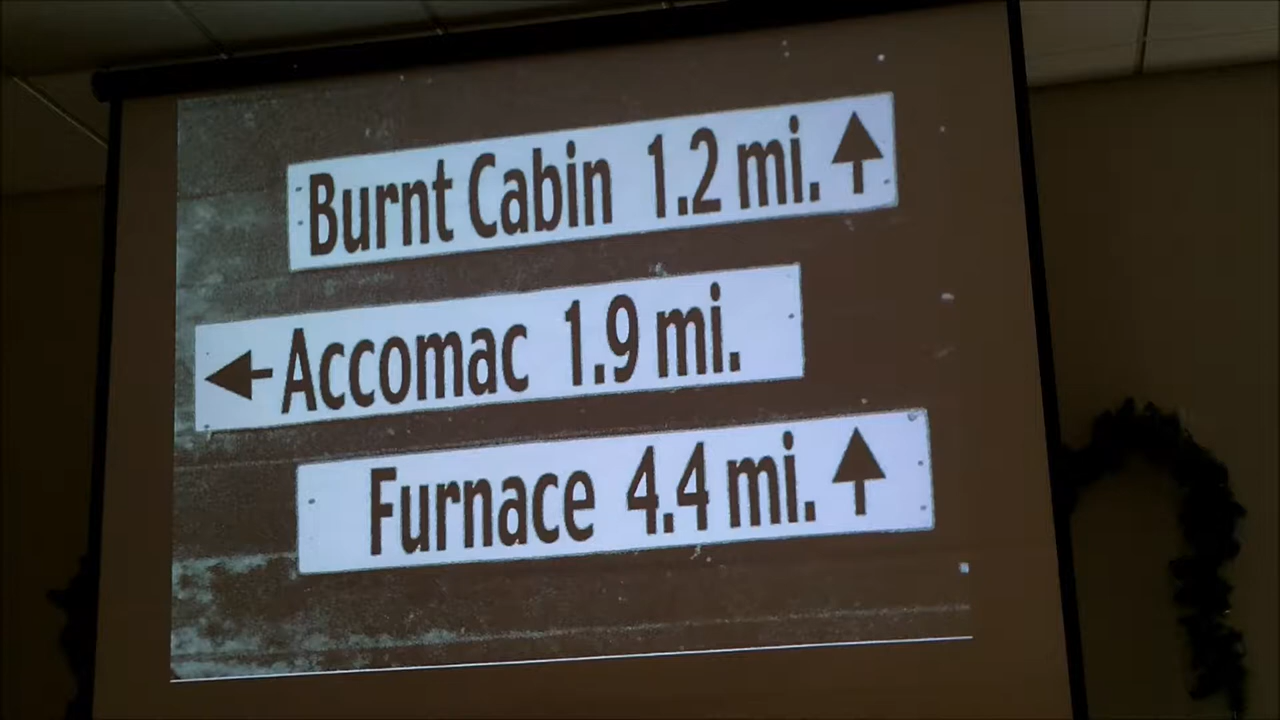 Burnt Cabin 1.2 mi. ↑
← Accomac 1.9 mi.
Furnace 4.4 mi. ↑